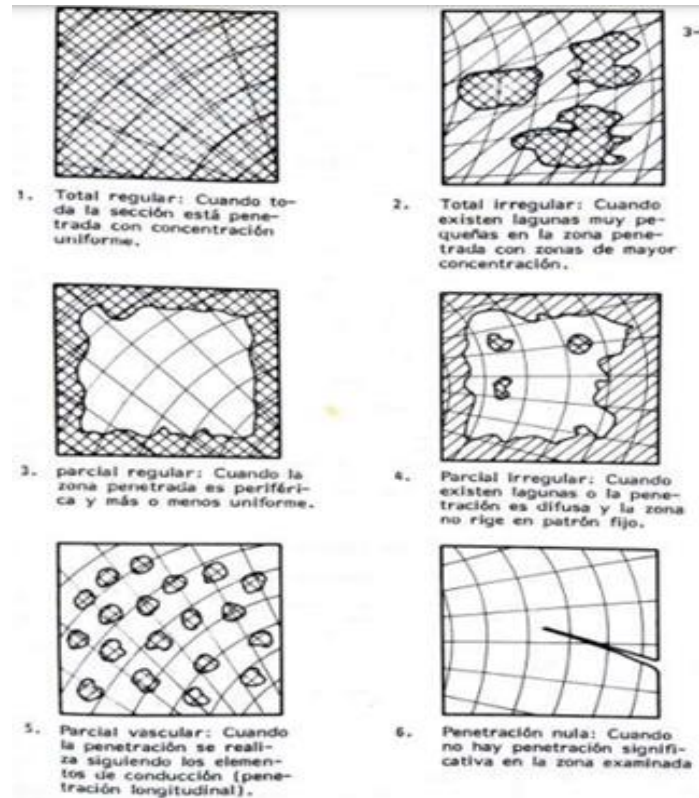 3-
1. Total regular: Cuando to-
da la sección está pene-
trada con concentración
uniforme.
2. Total irregular: Cuando
existen lagunas muy pe-
queñas en la zona pene-
trada con zonas de mayor
concentración.
3. parcial regular: Cuando la
zona penetrada es periféri-
ca y más o menos uniforme.
4. Parcial irregular: Cuando
existen lagunas o la pene-
tración es difusa y la zona
no rige en patrón fijo.
5. Parcial vascular: Cuando
la penetración se reali-
za siguiendo los elemen-
tos de conducción (pene-
tración longitudinal).
6. Penetración nula: Cuando
no hay penetración signifi-
cativa en la zona examinada